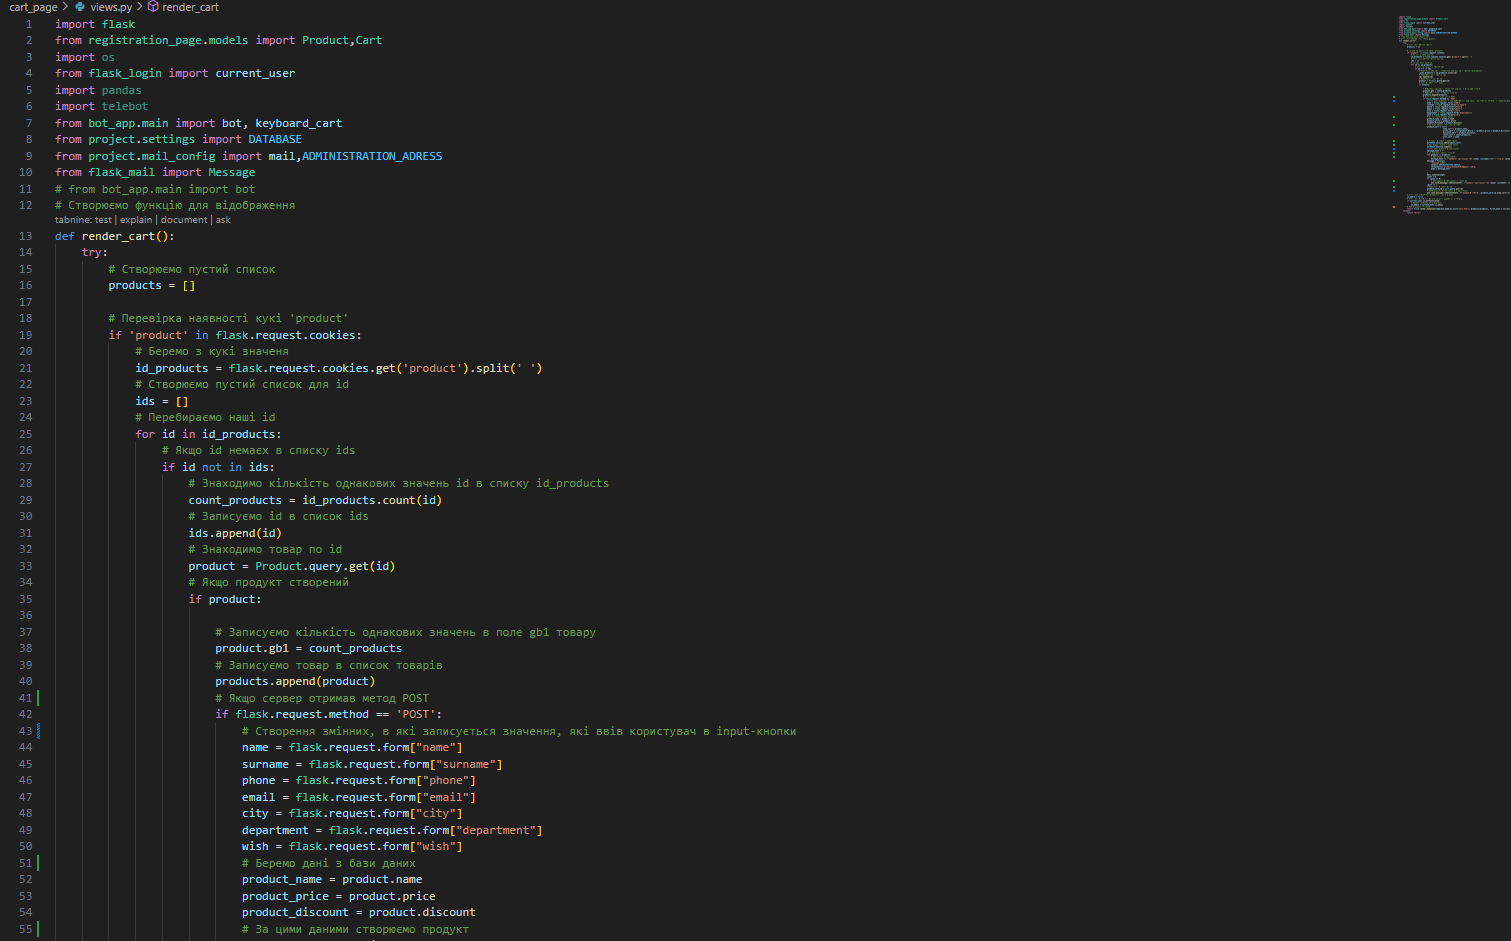 cart_page > views.py > render_cart
1 import flask
2 from registration_page.models import Product,Cart
3 import os
4 from flask_login import current_user
5 import pandas
6 import telebot
7 from bot_app.main import bot, keyboard_cart
8 from project.settings import DATABASE
9 from project.mail_config import mail,ADMINISTRATION_ADRESS
10 from flask_mail import Message
11 # from bot_app.main import bot
12 # Створюємо функцію для відображення
tabnine: test | explain | document | ask
13 def render_cart():
14 try:
15 # Створюємо пустий список
16 products = []
17
18 # Перевірка наявності кукі 'product'
19 if 'product' in flask.request.cookies:
20 # Беремо з кукі значеня
21 id_products = flask.request.cookies.get('product').split(' ')
22 # Створюємо пустий список для id
23 ids = []
24 # Перебираємо наші id
25 for id in id_products:
26 # Якщо id немаєх в списку ids
27 if id not in ids:
28 # Знаходимо кількість однакових значень id в списку id_products
29 count_products = id_products.count(id)
30 # Записуємо id в список ids
31 ids.append(id)
32 # Знаходимо товар по id
33 product = Product.query.get(id)
34 # Якщо продукт створений
35 if product:
36
37 # Записуємо кількість однакових значень в поле gb1 товару
38 product.gb1 = count_products
39 # Записуємо товар в список товарів
40 products.append(product)
41 # Якщо сервер отримав метод POST
42 if flask.request.method == 'POST':
43 # Створення змінних, в які записується значення, які ввів користувач в input-кнопки
44 name = flask.request.form["name"]
45 surname = flask.request.form["surname"]
46 phone = flask.request.form["phone"]
47 email = flask.request.form["email"]
48 city = flask.request.form["city"]
49 department = flask.request.form["department"]
50 wish = flask.request.form["wish"]
51 # Беремо дані з бази даних
52 product_name = product.name
53 product_price = product.price
54 product_discount = product.discount
55 # За цими даними створюємо продукт